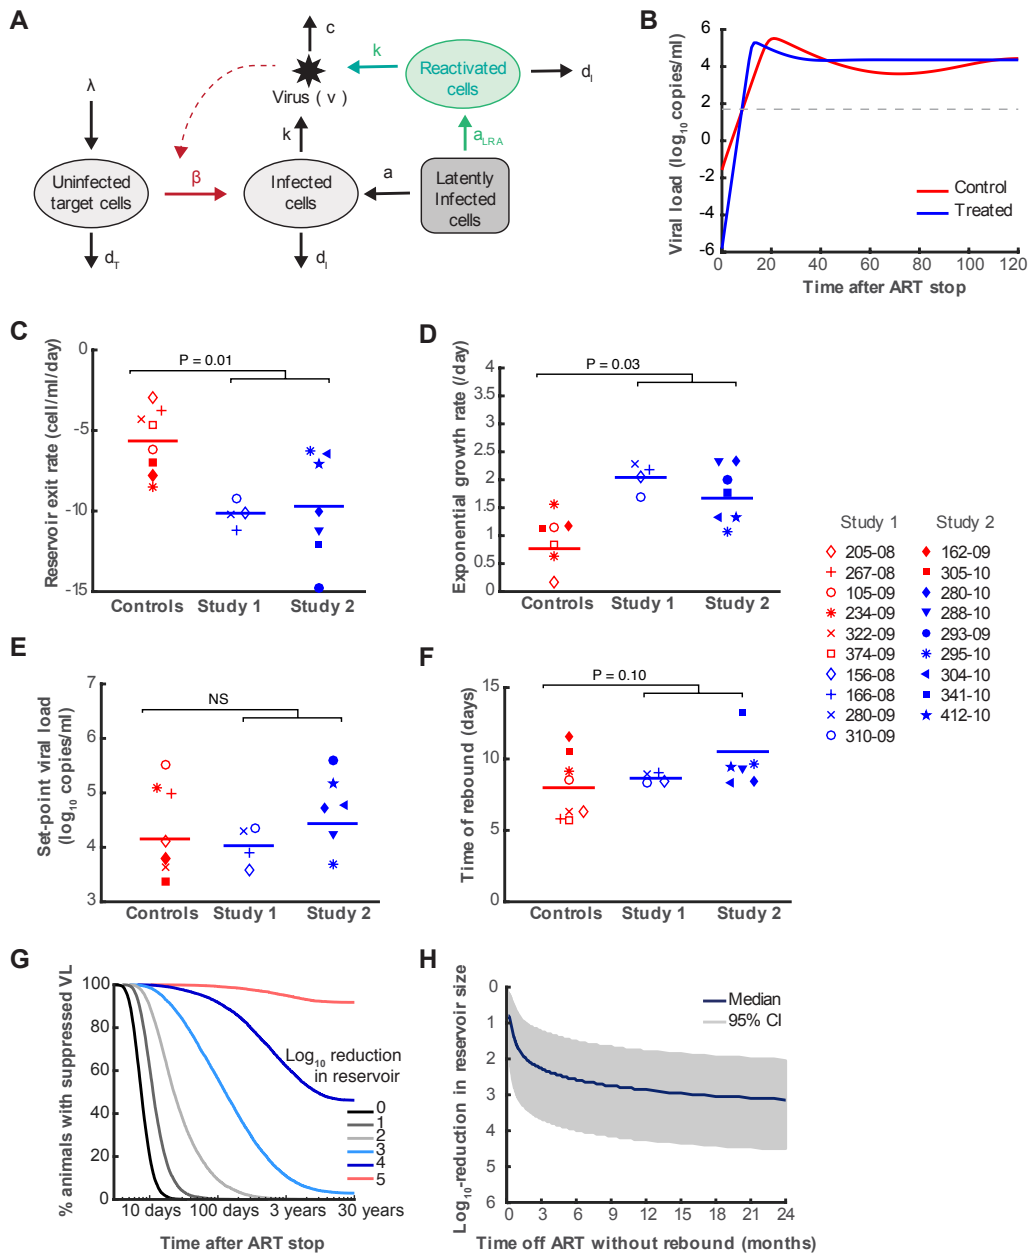 A
λ
Uninfected
target cells
d_T
β
Virus ( v )
c
k
Infected
cells
d_I
a
k
Reactivated
cells
d_I
a_LRA
Latently
Infected
cells
B
Viral load (log10 copies/ml)
6
4
2
0
-2
-4
-6
0
20
40
60
80
100
120
Time after ART stop
Control
Treated
C
Reservoir exit rate (cell/ml/day)
0
-5
-10
-15
P = 0.01
Controls
Study 1
Study 2
D
Exponential growth rate (/day)
4
3.5
3
2.5
2
1.5
1
0.5
0
P = 0.03
Controls
Study 1
Study 2
Study 1
205-08
267-08
105-09
234-09
322-09
374-09
156-08
166-08
280-09
310-09
Study 2
162-09
305-10
280-10
288-10
293-09
295-10
304-10
341-10
412-10
E
Set-point viral load
(log10 copies/ml)
7
6
5
4
3
NS
Controls
Study 1
Study 2
F
Time of rebound (days)
15
10
5
0
P = 0.10
Controls
Study 1
Study 2
G
% animals with suppressed VL
100
80
60
40
20
0
10 days
100 days
3 years
30 years
Time after ART stop
Log10 reduction
in reservoir
0
1
2
3
4
5
H
Log10-reduction in reservoir size
0
1
2
3
4
5
6
0
3
6
9
12
15
18
21
24
Time off ART without rebound (months)
Median
95% CI